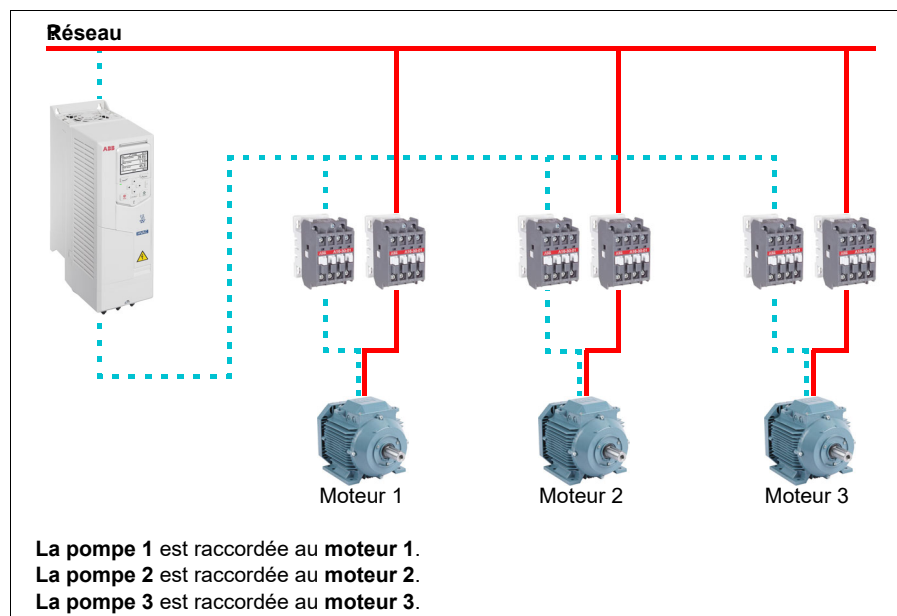 Réseau
ABB
Moteur 1
Moteur 2
Moteur 3
La pompe 1 est raccordée au moteur 1.
La pompe 2 est raccordée au moteur 2.
La pompe 3 est raccordée au moteur 3.